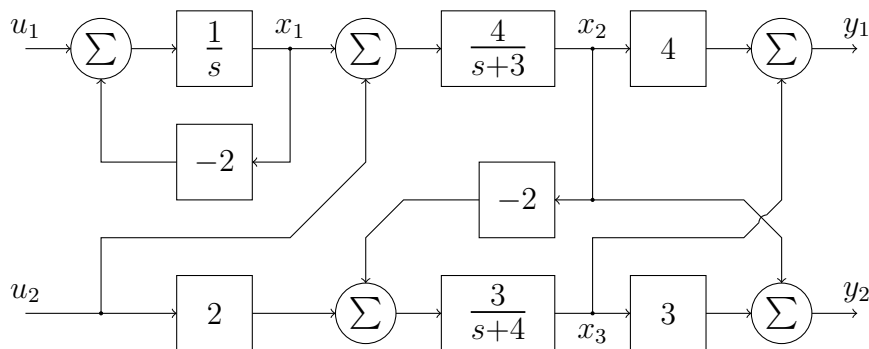 u₁ Σ 1/s x₁ Σ 4/(s+3) x₂ 4 Σ y₁
−2
−2
u₂ 2 Σ 3/(s+4) x₃ 3 Σ y₂